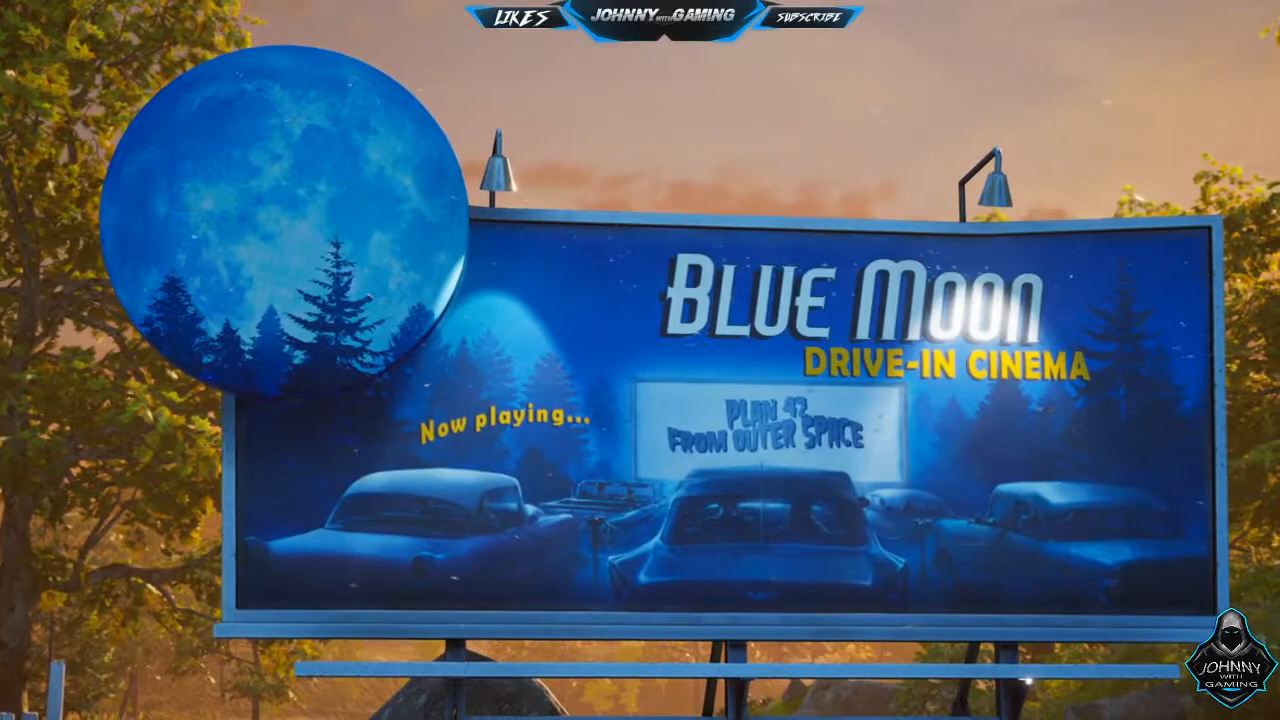 LIKES
JOHNNY WITH GAMING
SUBSCRIBE
BLUE MOON
DRIVE-IN CINEMA
Now playing...
PLAN 42
FROM OUTER SPACE
JOHNNY
WITH
GAMING